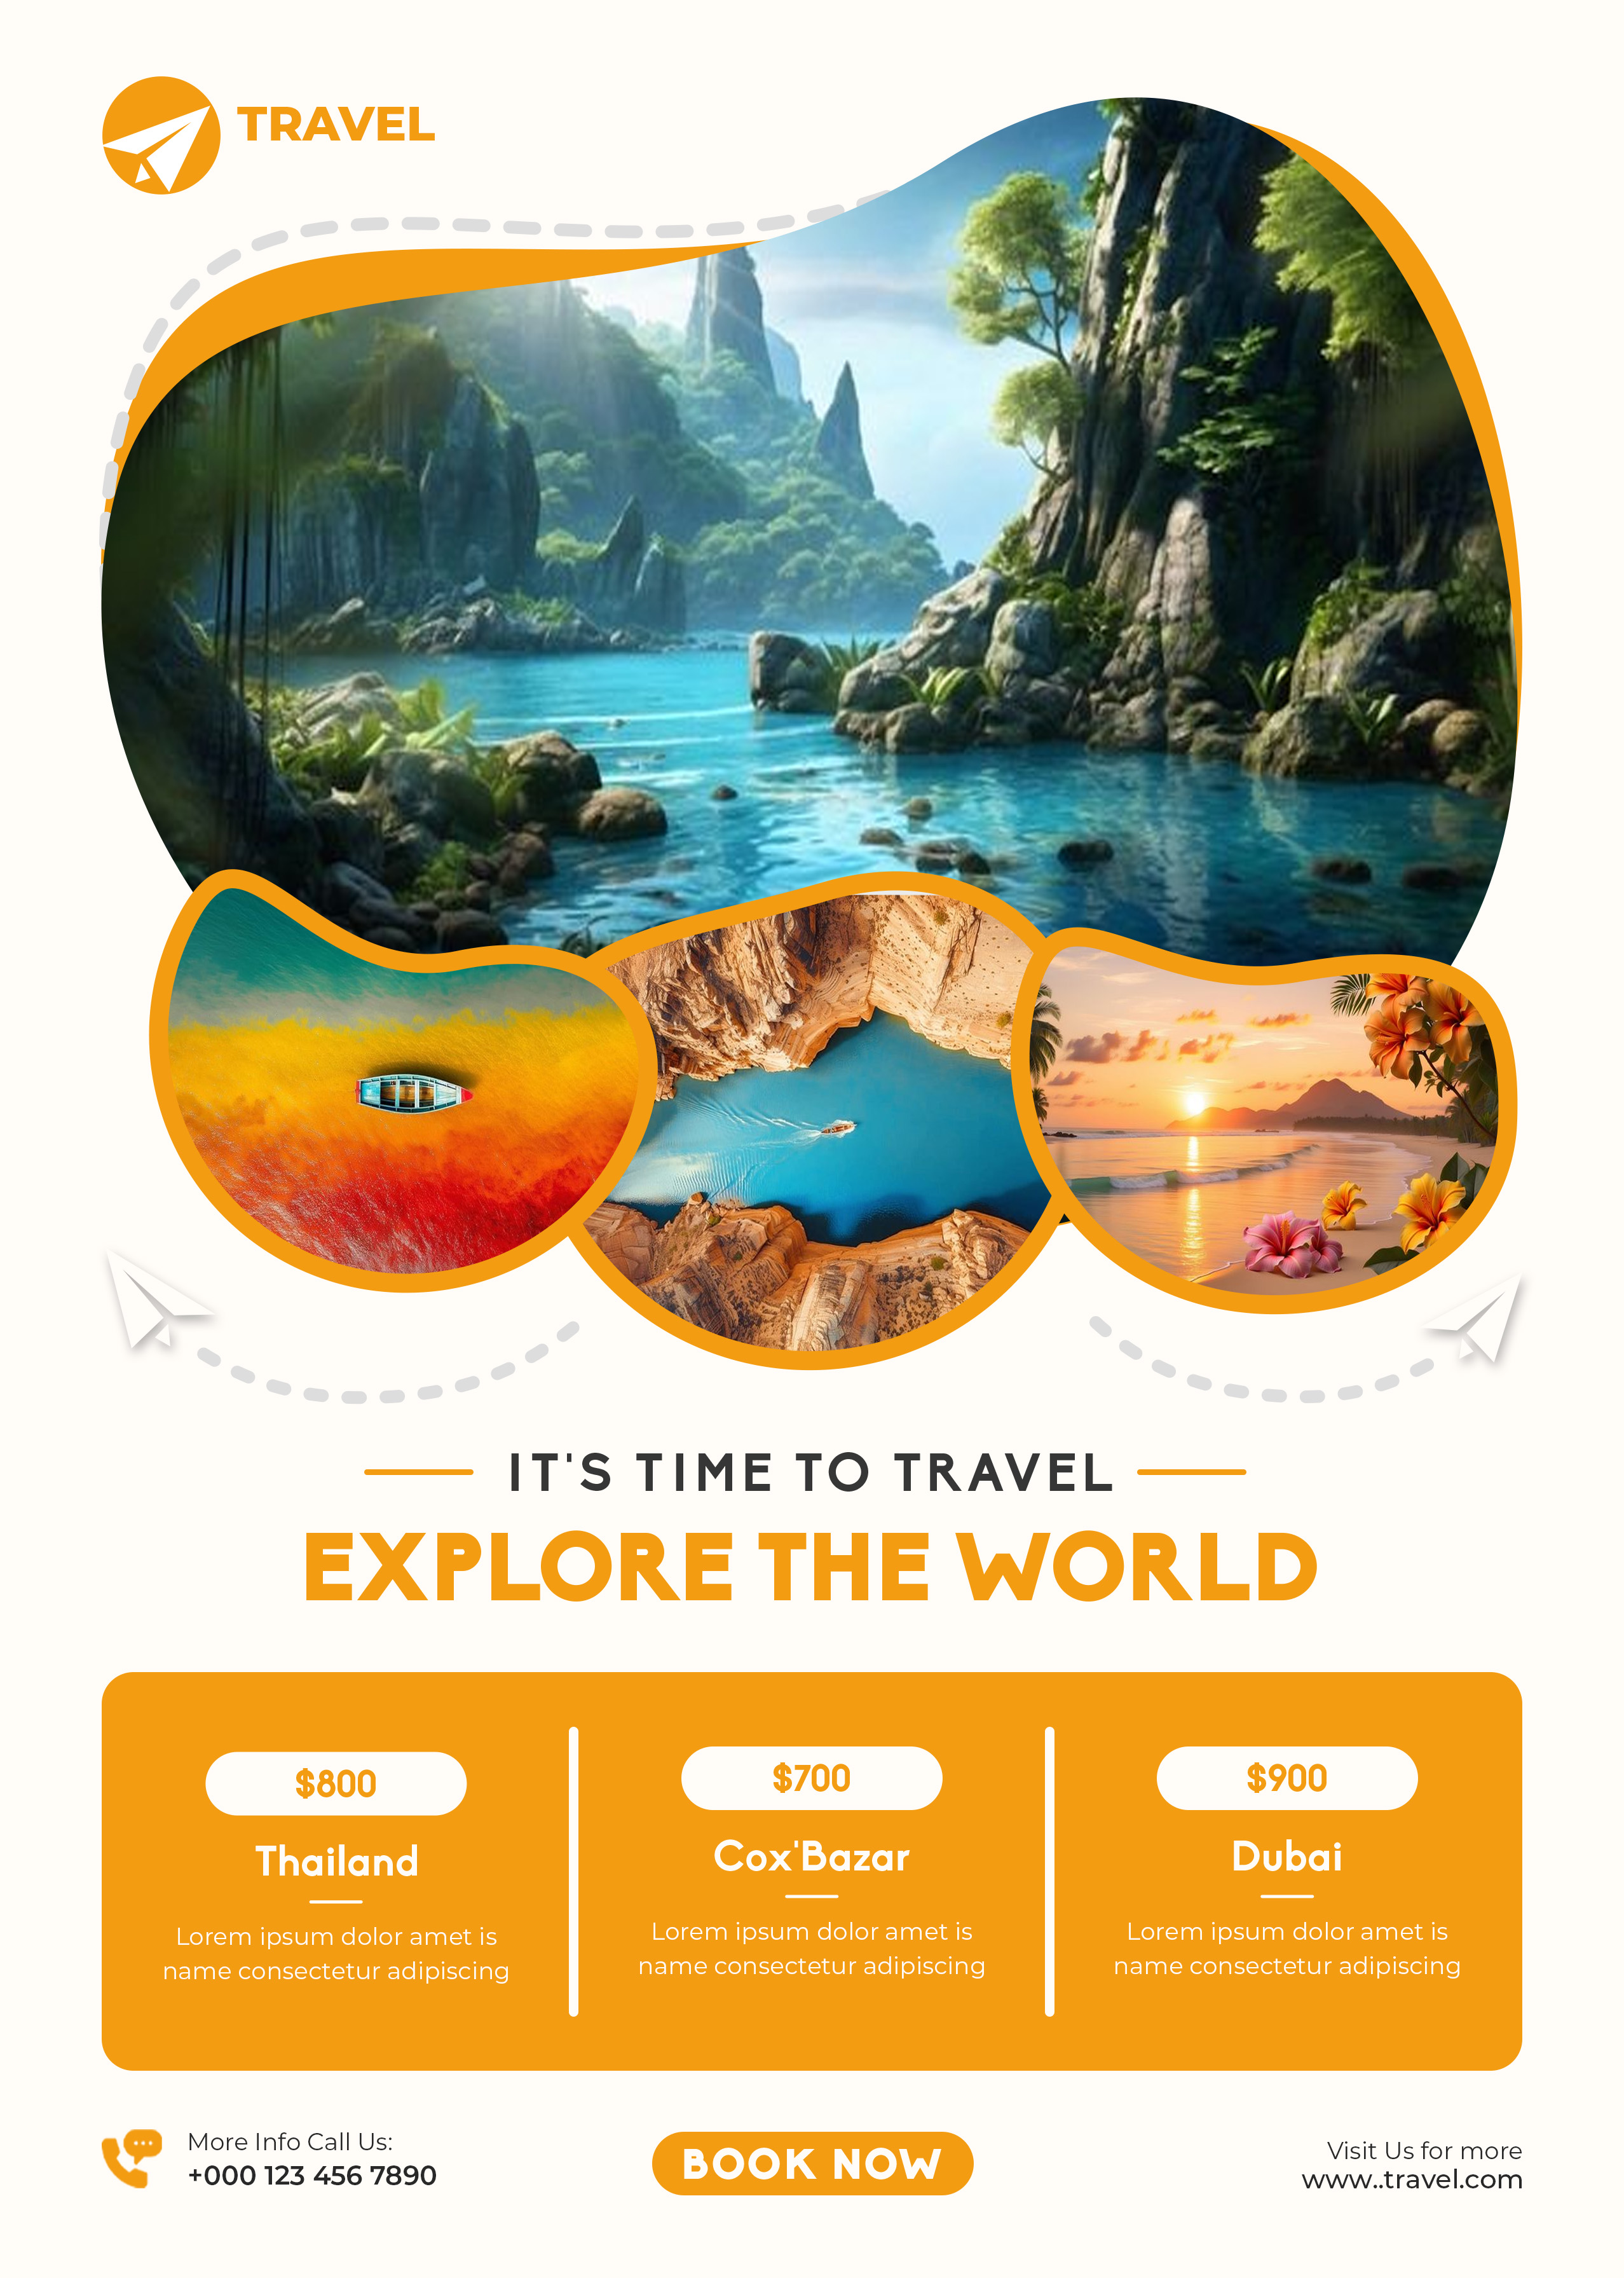 TRAVEL
IT'S TIME TO TRAVEL
EXPLORE THE WORLD
$800
Thailand
Lorem ipsum dolor amet is
name consectetur adipiscing
$700
Cox'Bazar
Lorem ipsum dolor amet is
name consectetur adipiscing
$900
Dubai
Lorem ipsum dolor amet is
name consectetur adipiscing
More Info Call Us:
+000 123 456 7890
BOOK NOW
Visit Us for more
www..travel.com